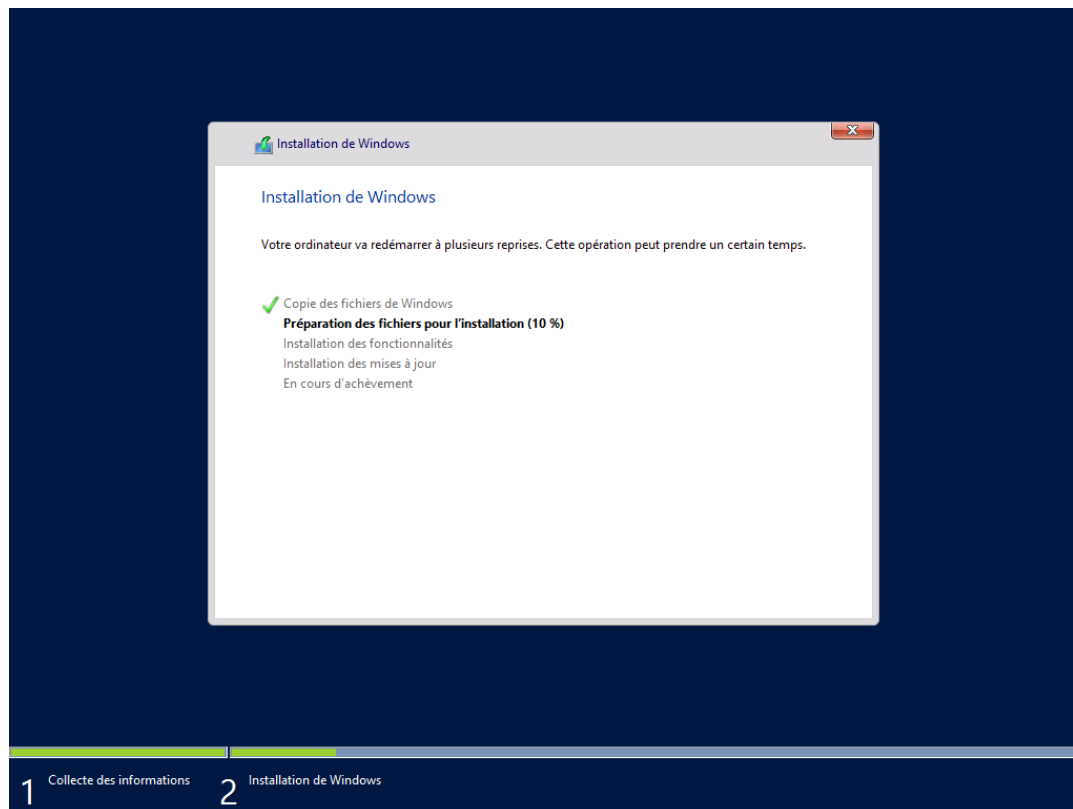 Installation de Windows
Installation de Windows
Votre ordinateur va redémarrer à plusieurs reprises. Cette opération peut prendre un certain temps.
Copie des fichiers de Windows
Préparation des fichiers pour l'installation (10 %)
Installation des fonctionnalités
Installation des mises à jour
En cours d'achèvement
1 Collecte des informations 2 Installation de Windows